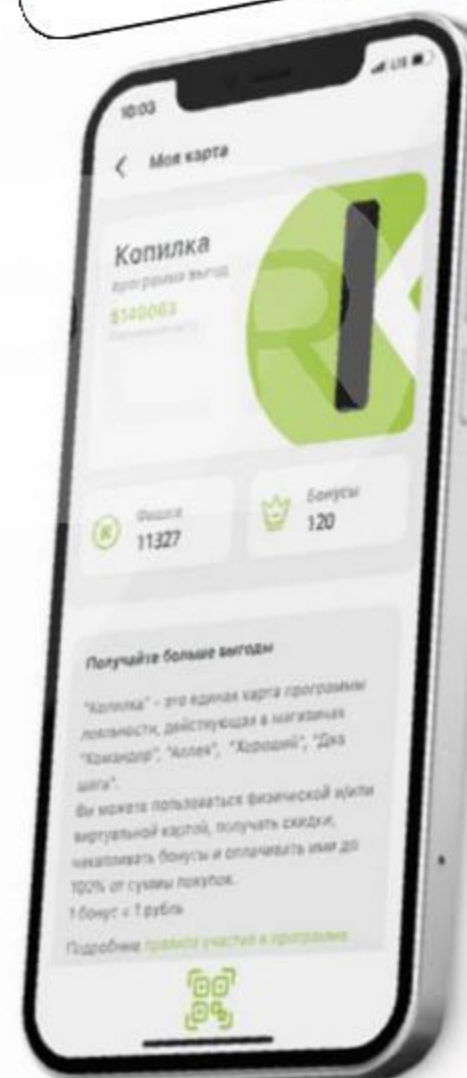 10:03
LTE
Моя карта
Копилка
программа выгод
5140063
Фишки
11327
Бонусы
120
Получайте больше выгоды
"Копилка" - это единая карта программы
лояльности, действующая в магазинах
"Командор", "Аллея", "Хороший", "Два
шага".
Вы можете пользоваться физической и/или
виртуальной картой, получать скидки,
накапливать бонусы и оплачивать ими до
100% от суммы покупок.
1 бонус = 1 рубль
Подробнее правила участия в программе